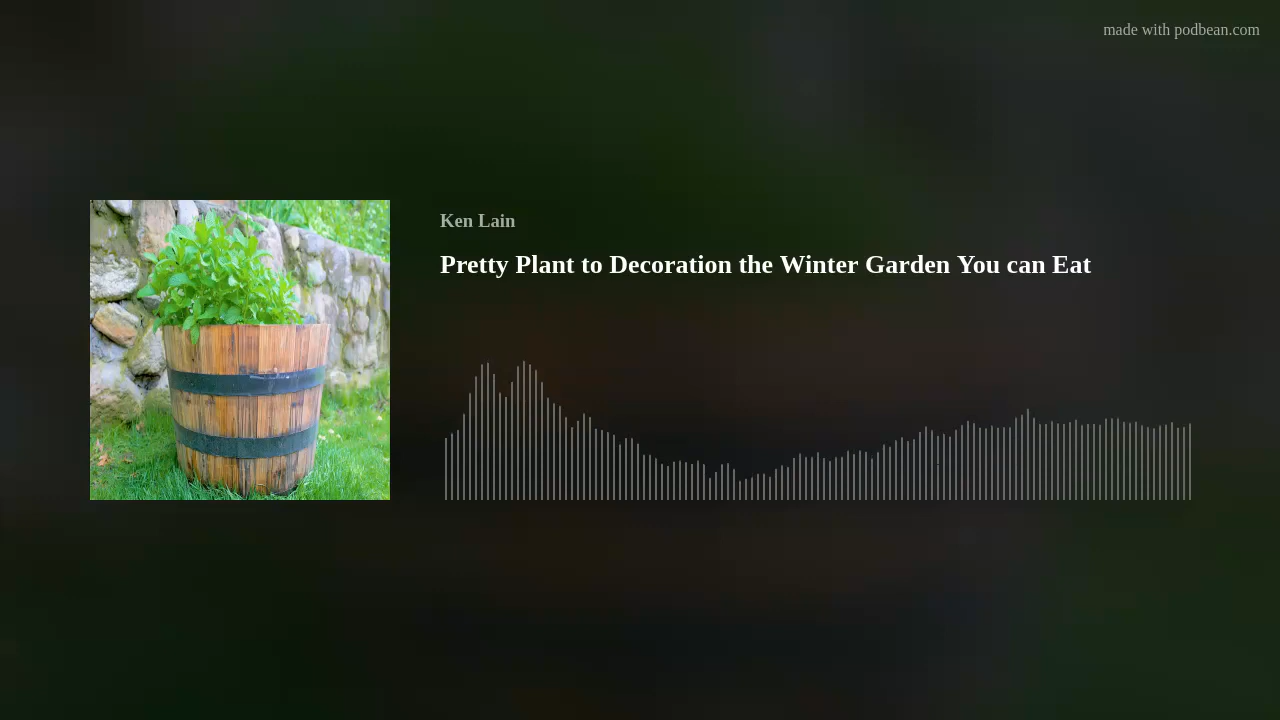 made with podbean.com
Ken Lain
Pretty Plant to Decoration the Winter Garden You can Eat